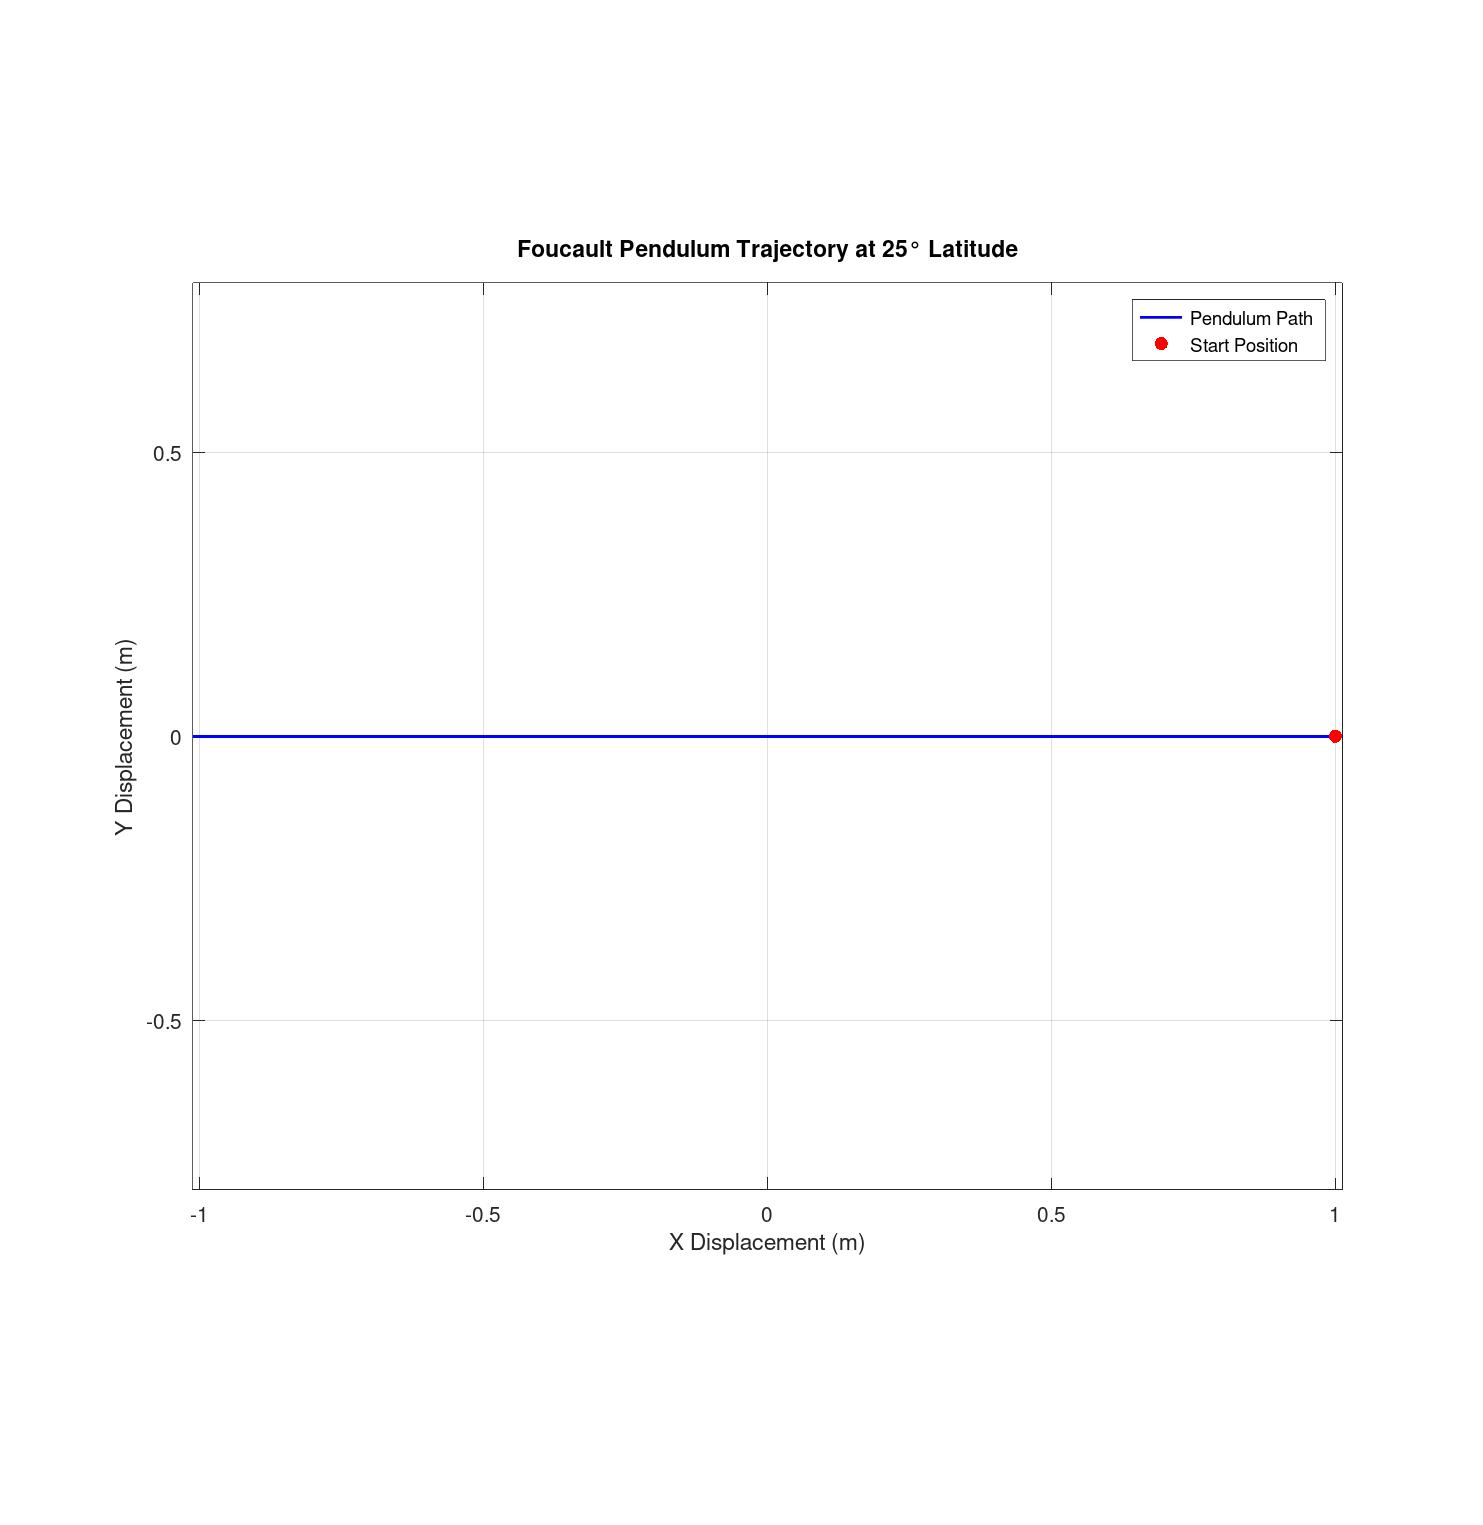 Foucault Pendulum Trajectory at 25° Latitude
Pendulum Path
Start Position
0.5
0
-0.5
Y Displacement (m)
-1
-0.5
0
0.5
1
X Displacement (m)